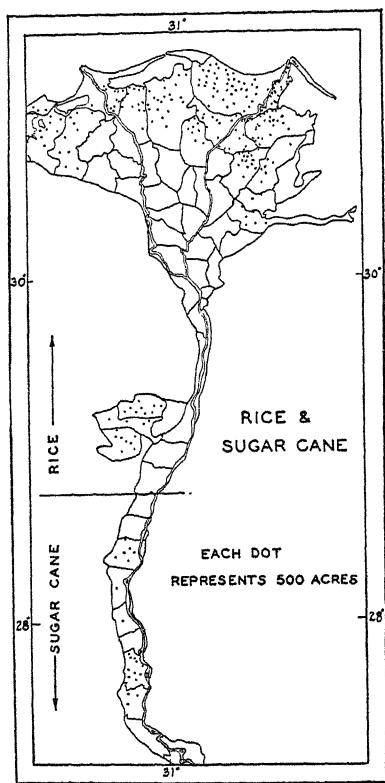 31°
30°
30°
RICE &
SUGAR CANE
RICE
EACH DOT
REPRESENTS 500 ACRES
SUGAR CANE
28°
28°
31°